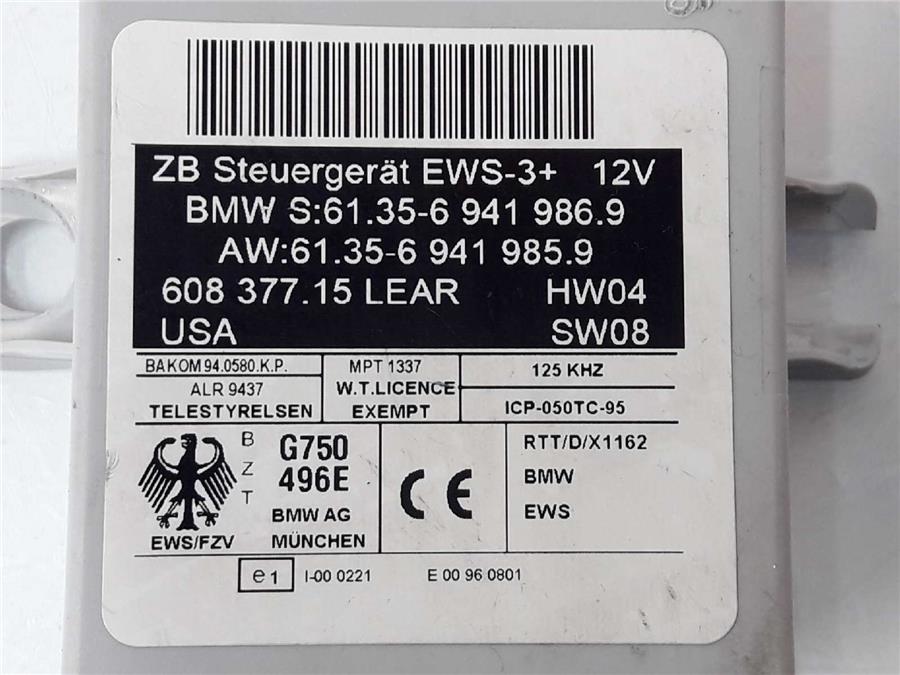 ZB Steuergerät EWS-3+ 12V
BMW S:61.35-6 941 986.9
AW:61.35-6 941 985.9
608 377.15 LEAR HW04
USA SW08
BAKOM 94.0580.K.P.
ALR 9437
TELESTYRELSEN
MPT 1337
W.T.LICENCE
EXEMPT
125 KHZ
ICP-050TC-95
BZT
G750
496E
BMW AG
EWS/FZV MÜNCHEN
CE
RTT/D/X1162
BMW
EWS
e1 I-00 0221 E 00 96 0801